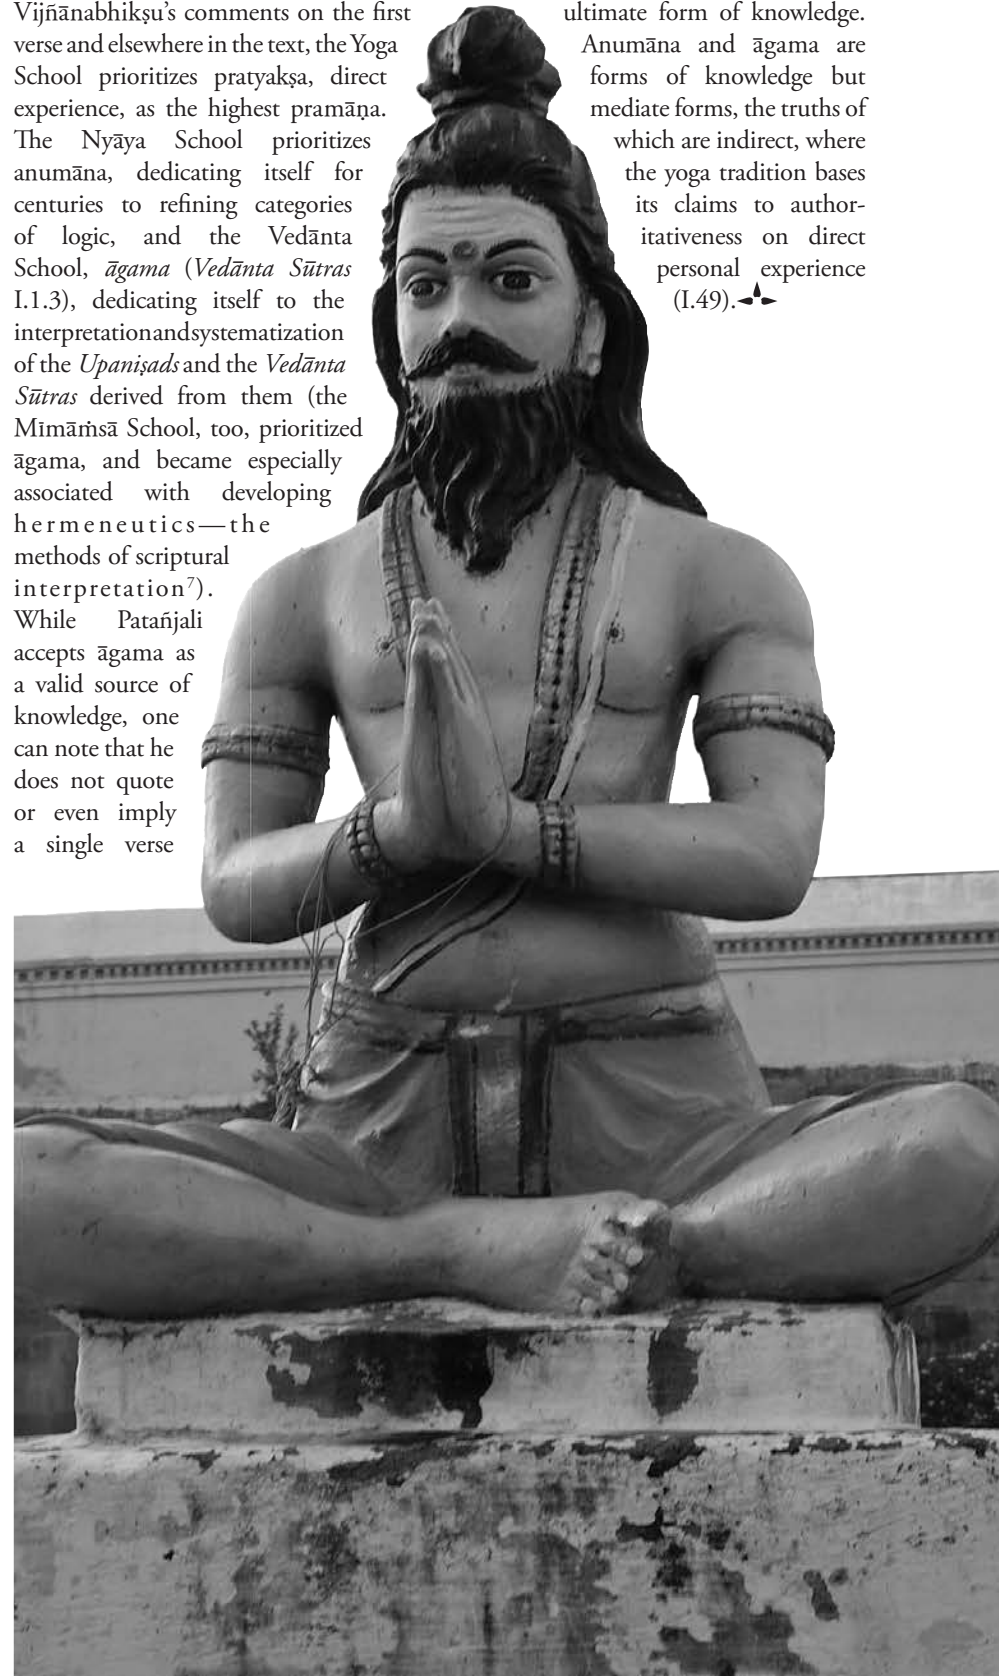 Vijñānabhikṣu’s comments on the first
verse and elsewhere in the text, the Yoga
School prioritizes pratyakṣa, direct
experience, as the highest pramāṇa.
The Nyāya School prioritizes
anumāna, dedicating itself for
centuries to refining categories
of logic, and the Vedānta
School, āgama (Vedānta Sūtras
I.1.3), dedicating itself to the
interpretation and systematization
of the Upaniṣads and the Vedānta
Sūtras derived from them (the
Mīmāṁsā School, too, prioritized
āgama, and became especially
associated with developing
hermeneutics—the
methods of scriptural
interpretation⁷).
While Patañjali
accepts āgama as
a valid source of
knowledge, one
can note that he
does not quote
or even imply
a single verse
ultimate form of knowledge.
Anumāna and āgama are
forms of knowledge but
mediate forms, the truths of
which are indirect, where
the yoga tradition bases
its claims to author-
itativeness on direct
personal experience
(I.49).